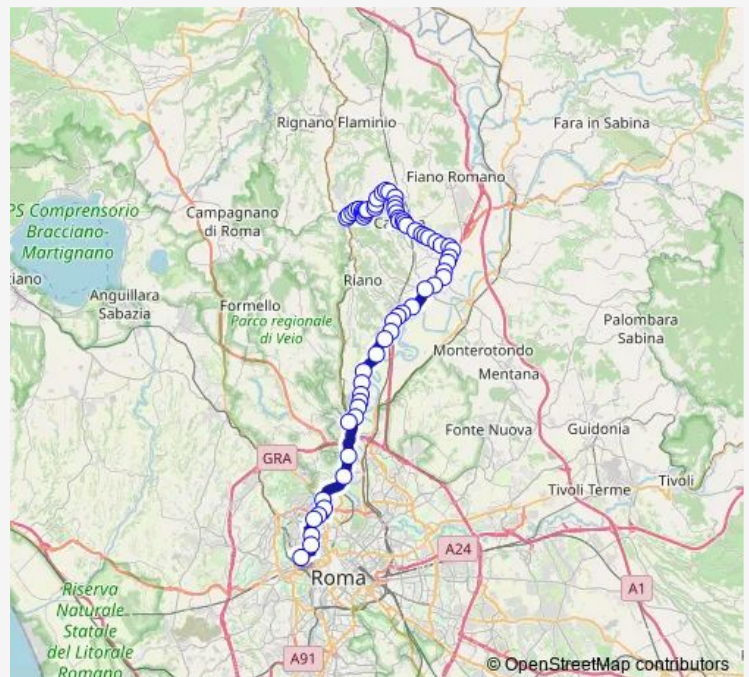 Rignano Flaminio
Fara in Sabina
Fiano Romano
PS Comprensorio
Bracciano-
Martignano
Campagnano
di Roma
iano
Anguillara
Sabazia
Riano
Formello
Parco regionale
di Veio
Palombara
Sabina
Monterotondo
Mentana
Fonte Nuova
Guidonia
GRA
Tivoli Terme
Tivoli
A24
Roma
A1
Riserva
Naturale
Statale
del Litorale
Romano
A91
© OpenStreetMap contributors